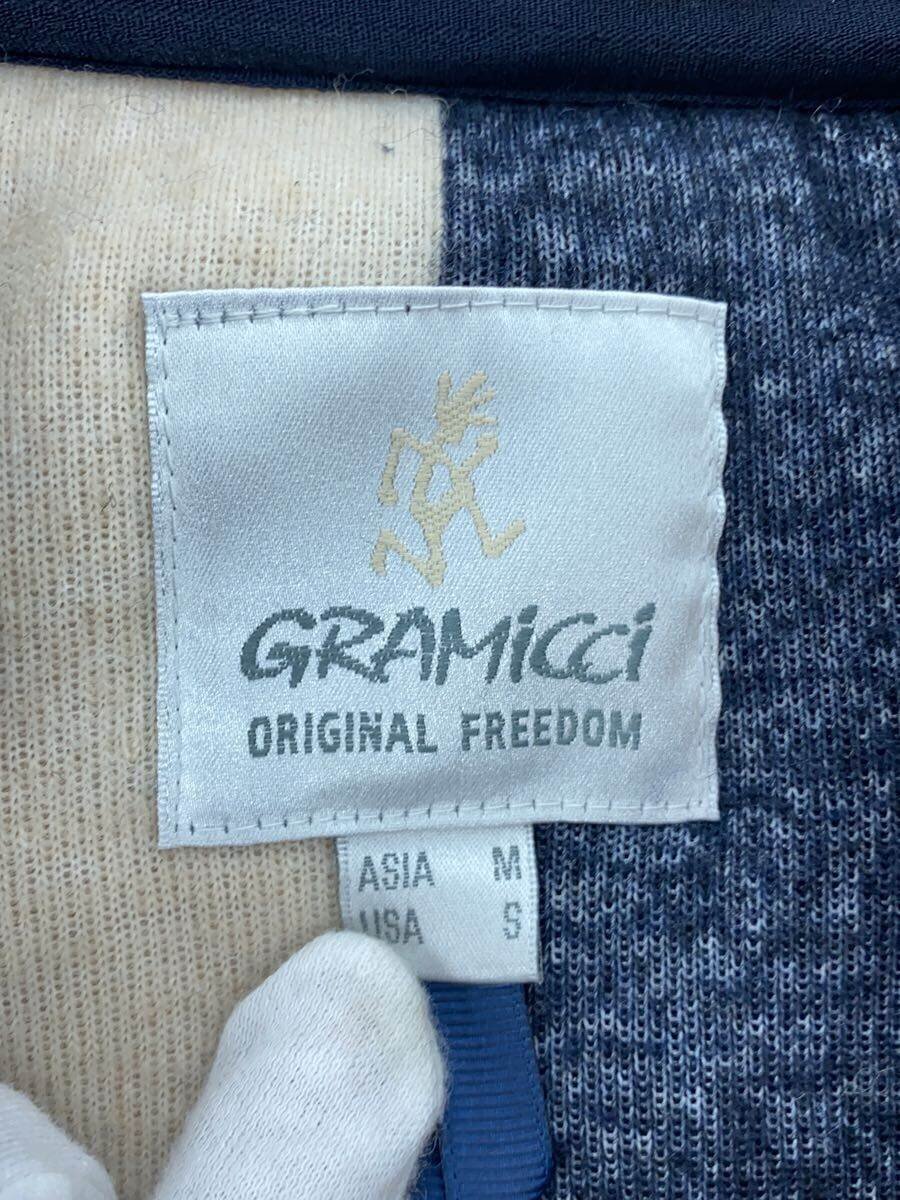 GRAMiCCi
ORIGINAL FREEDOM
ASIA M
USA S